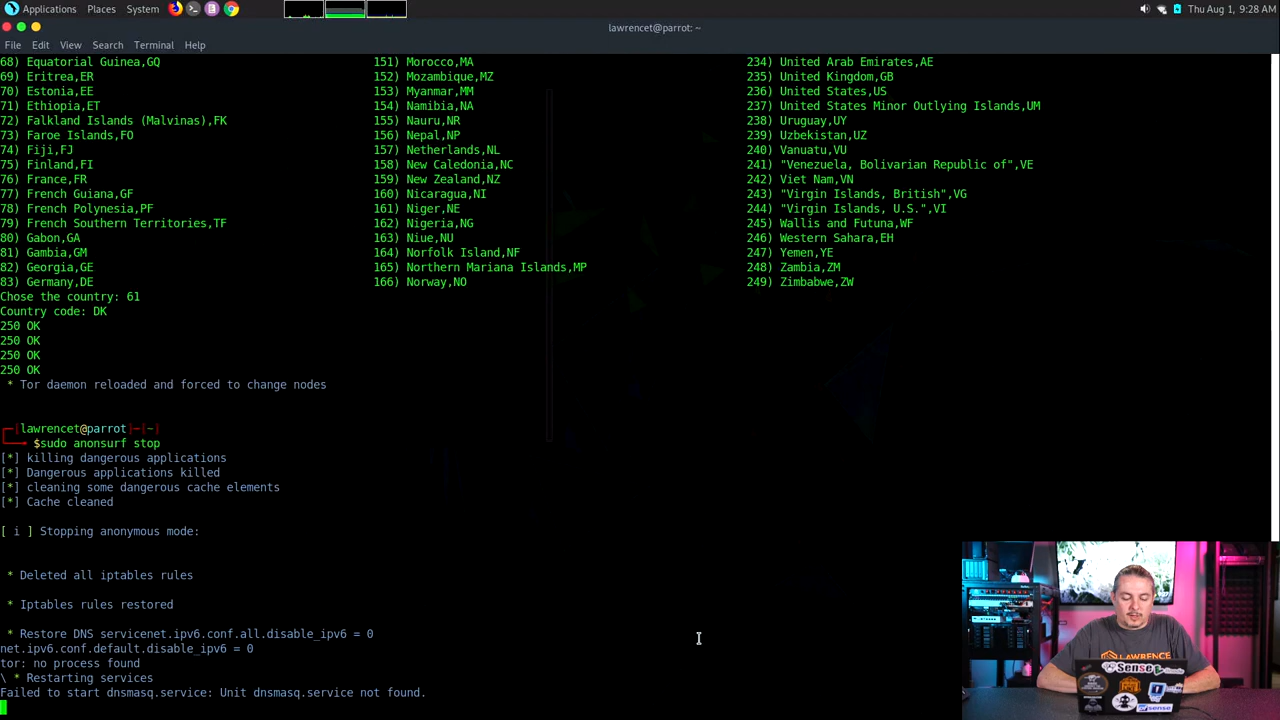 Applications Places System
Thu Aug 1, 9:28 AM
lawrencet@parrot: ~
File Edit View Search Terminal Help
68) Equatorial Guinea,GQ 151) Morocco,MA 234) United Arab Emirates,AE
69) Eritrea,ER 152) Mozambique,MZ 235) United Kingdom,GB
70) Estonia,EE 153) Myanmar,MM 236) United States,US
71) Ethiopia,ET 154) Namibia,NA 237) United States Minor Outlying Islands,UM
72) Falkland Islands (Malvinas),FK 155) Nauru,NR 238) Uruguay,UY
73) Faroe Islands,FO 156) Nepal,NP 239) Uzbekistan,UZ
74) Fiji,FJ 157) Netherlands,NL 240) Vanuatu,VU
75) Finland,FI 158) New Caledonia,NC 241) "Venezuela, Bolivarian Republic of",VE
76) France,FR 159) New Zealand,NZ 242) Viet Nam,VN
77) French Guiana,GF 160) Nicaragua,NI 243) "Virgin Islands, British",VG
78) French Polynesia,PF 161) Niger,NE 244) "Virgin Islands, U.S.",VI
79) French Southern Territories,TF 162) Nigeria,NG 245) Wallis and Futuna,WF
80) Gabon,GA 163) Niue,NU 246) Western Sahara,EH
81) Gambia,GM 164) Norfolk Island,NF 247) Yemen,YE
82) Georgia,GE 165) Northern Mariana Islands,MP 248) Zambia,ZM
83) Germany,DE 166) Norway,NO 249) Zimbabwe,ZW
Chose the country: 61
Country code: DK
250 OK
250 OK
250 OK
250 OK
* Tor daemon reloaded and forced to change nodes
[lawrencet@parrot]─[~]
$sudo anonsurf stop
[*] killing dangerous applications
[*] Dangerous applications killed
[*] cleaning some dangerous cache elements
[*] Cache cleaned
[ i ] Stopping anonymous mode:
* Deleted all iptables rules
* Iptables rules restored
* Restore DNS servicenet.ipv6.conf.all.disable_ipv6 = 0
net.ipv6.conf.default.disable_ipv6 = 0
tor: no process found
\ * Restarting services
Failed to start dnsmasq.service: Unit dnsmasq.service not found.
LAWRENCE
Sense
sense